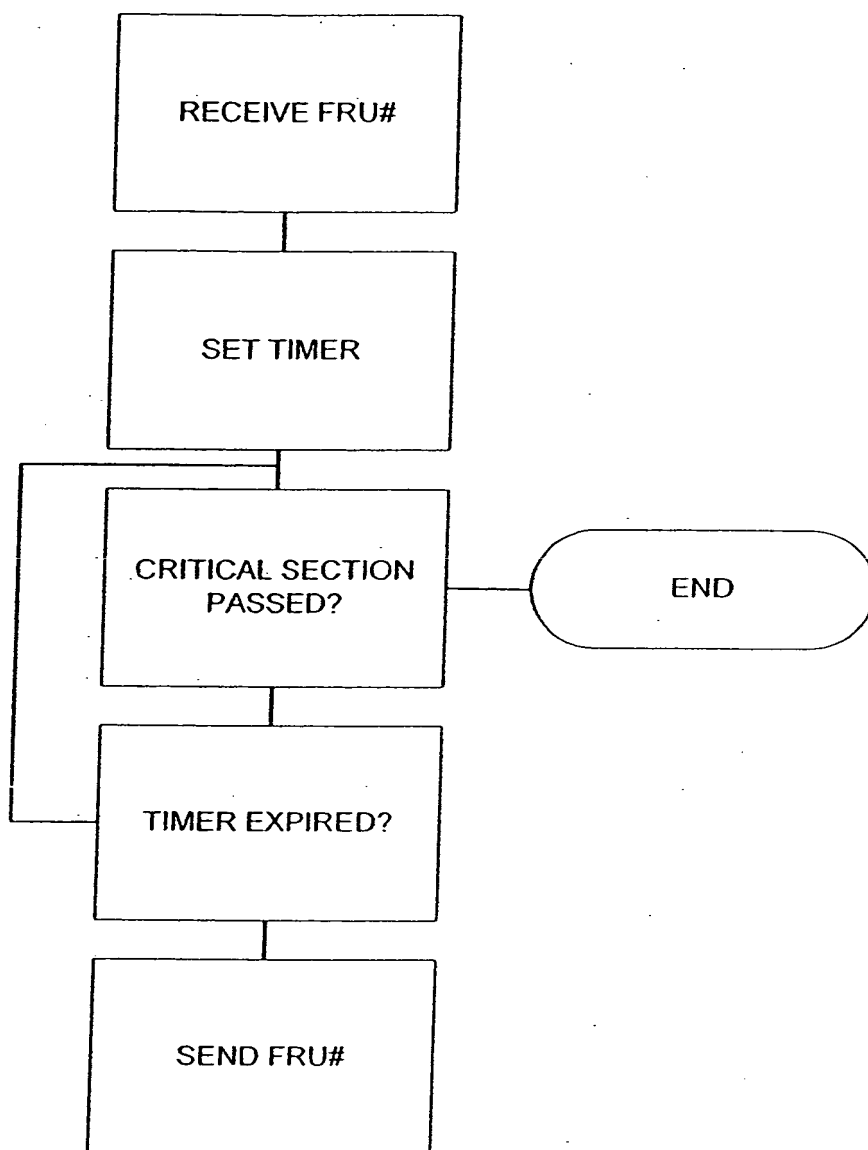 RECEIVE FRU#
SET TIMER
CRITICAL SECTION
PASSED?
END
TIMER EXPIRED?
SEND FRU#